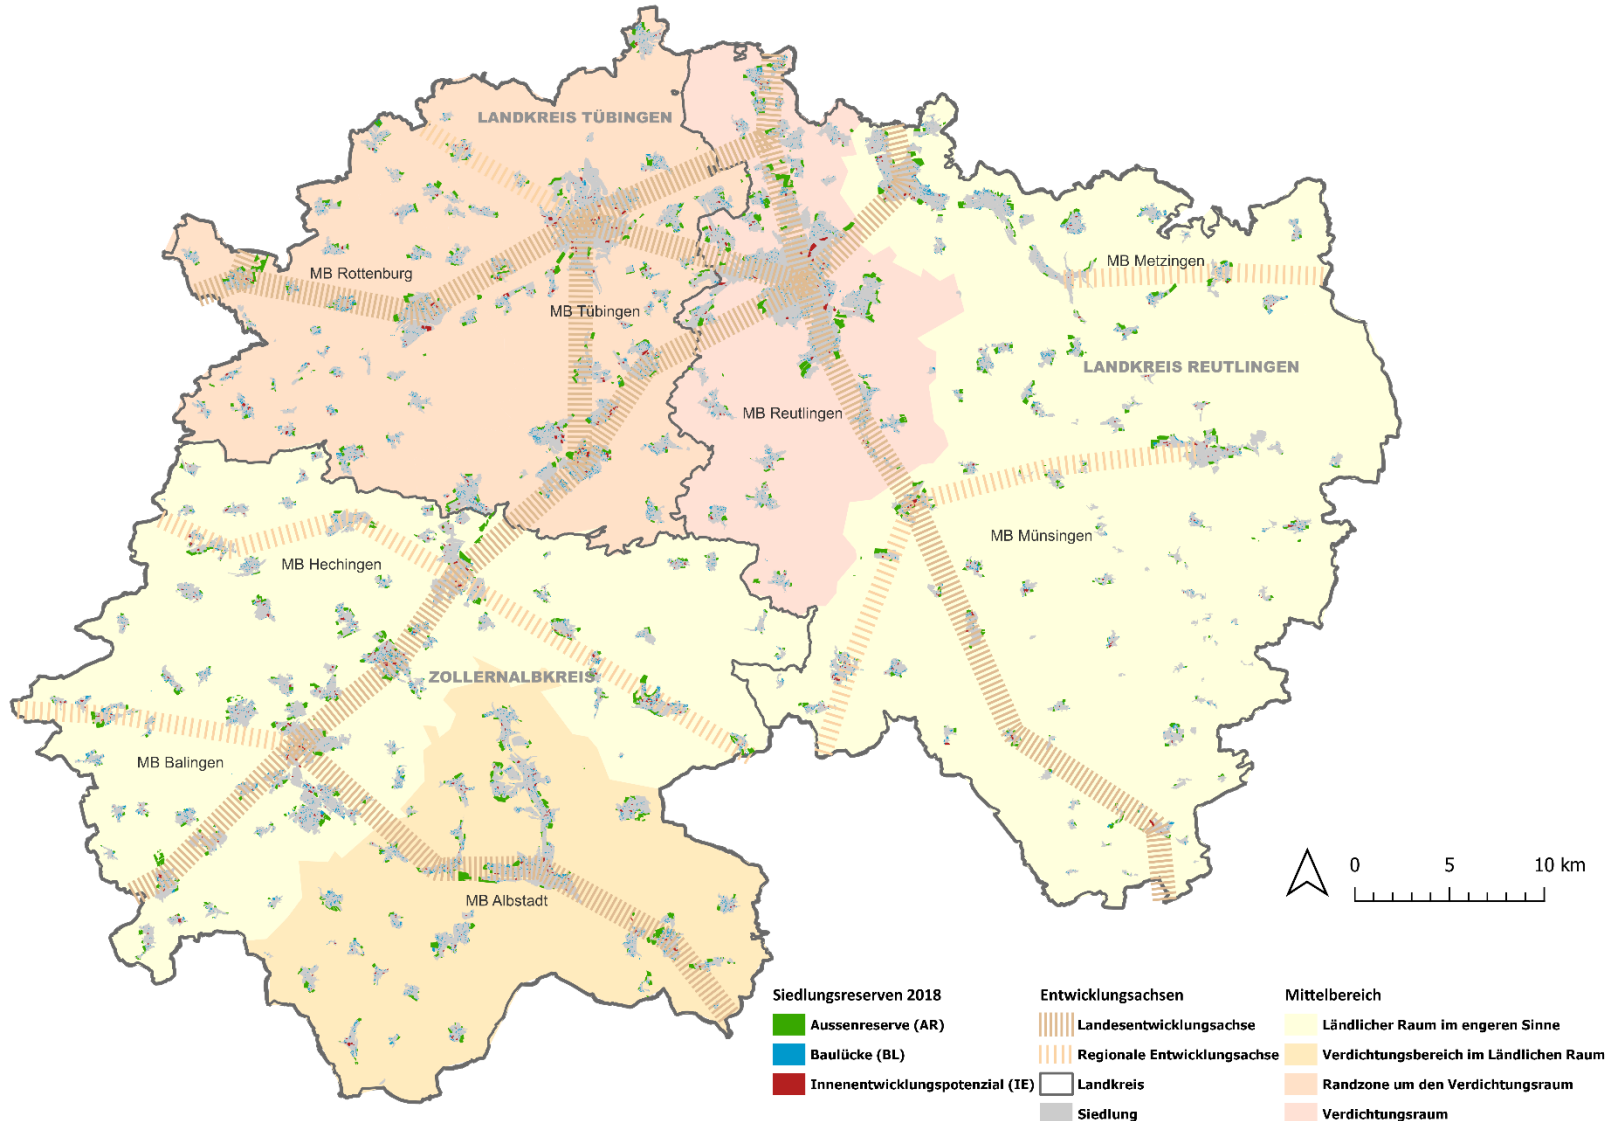 LANDKREIS TÜBINGEN
MB Rottenburg
MB Metzingen
MB Tübingen
LANDKREIS REUTLINGEN
MB Reutlingen
MB Münsingen
MB Hechingen
ZOLLERNALBKREIS
MB Balingen
MB Albstadt
0 5 10 km
Siedlungsreserven 2018
Aussenreserve (AR)
Baulücke (BL)
Innenentwicklungspotenzial (IE)
Entwicklungsachsen
Landesentwicklungsachse
Regionale Entwicklungsachse
Landkreis
Siedlung
Mittelbereich
Ländlicher Raum im engeren Sinne
Verdichtungsbereich im Ländlichen Raum
Randzone um den Verdichtungsraum
Verdichtungsraum